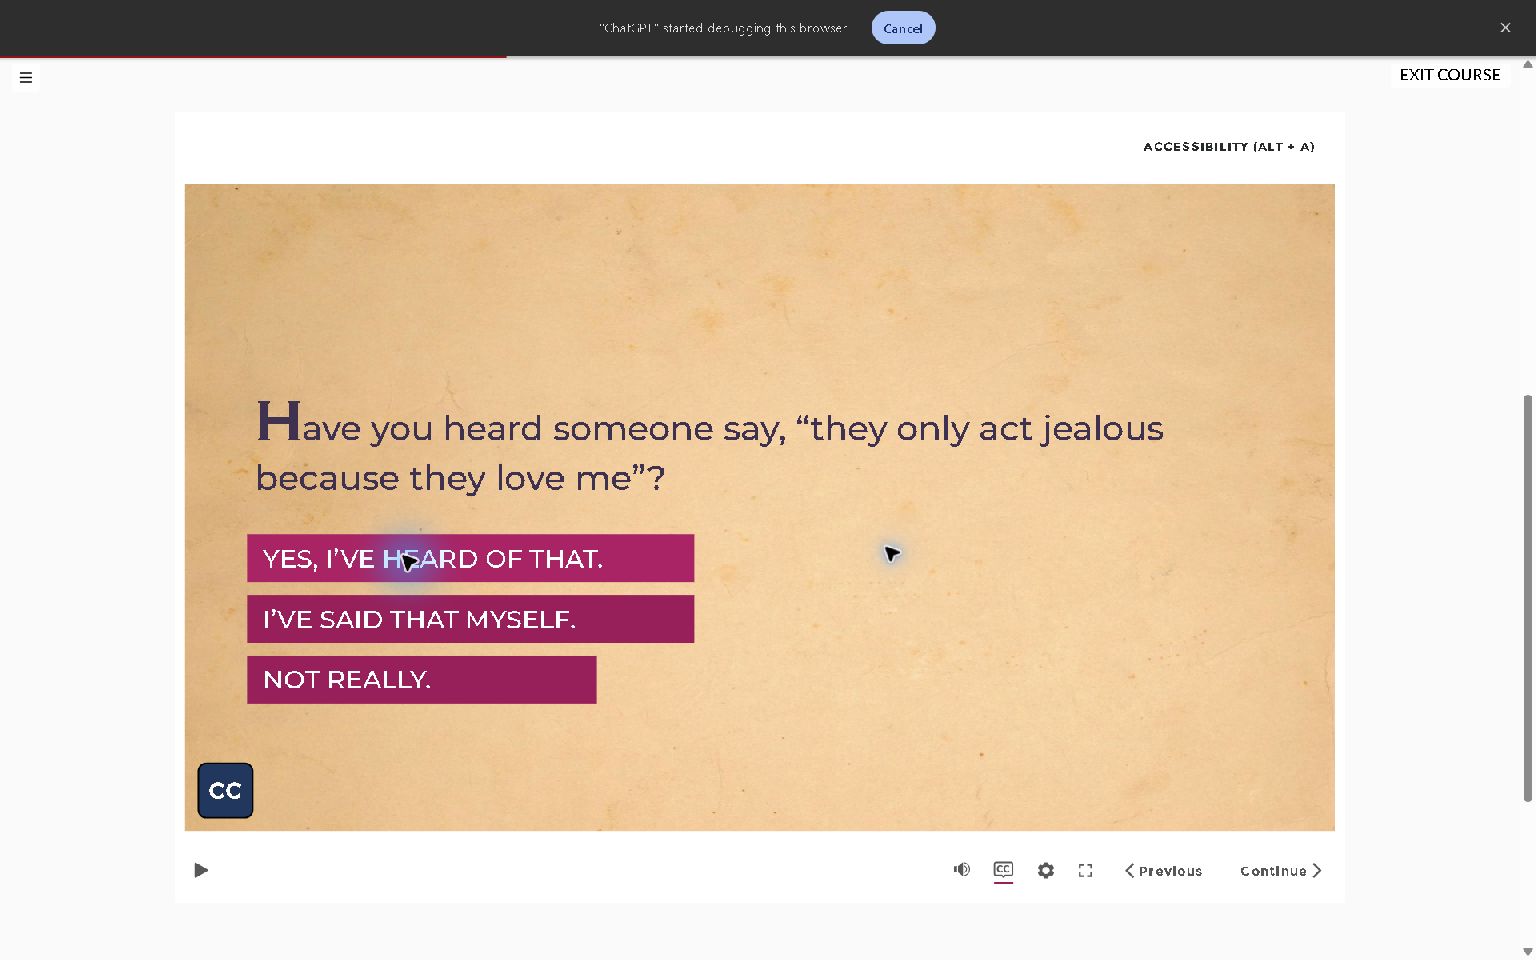 "ChatGPT" started debugging this browser
Cancel
EXIT COURSE
ACCESSIBILITY (ALT + A)
Have you heard someone say, “they only act jealous
because they love me”?
YES, I’VE HEARD OF THAT.
I’VE SAID THAT MYSELF.
NOT REALLY.
CC
CC
Previous
Continue